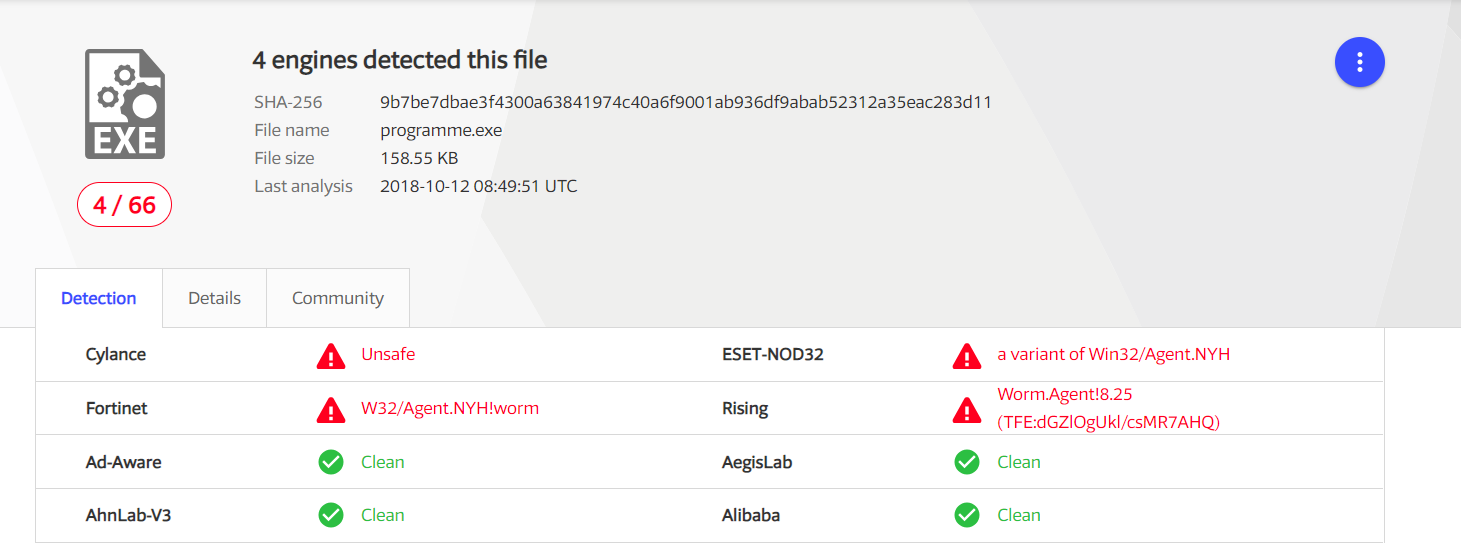 4 engines detected this file
SHA-256 9b7be7dbae3f4300a63841974c40a6f9001ab936df9abab52312a35eac283d11
File name programme.exe
File size 158.55 KB
Last analysis 2018-10-12 08:49:51 UTC
EXE
4 / 66
Detection Details Community
Cylance Unsafe ESET-NOD32 a variant of Win32/Agent.NYH
Fortinet W32/Agent.NYH!worm Rising Worm.Agent!8.25
(TFE:dGZlOgUkl/csMR7AHQ)
Ad-Aware Clean AegisLab Clean
AhnLab-V3 Clean Alibaba Clean